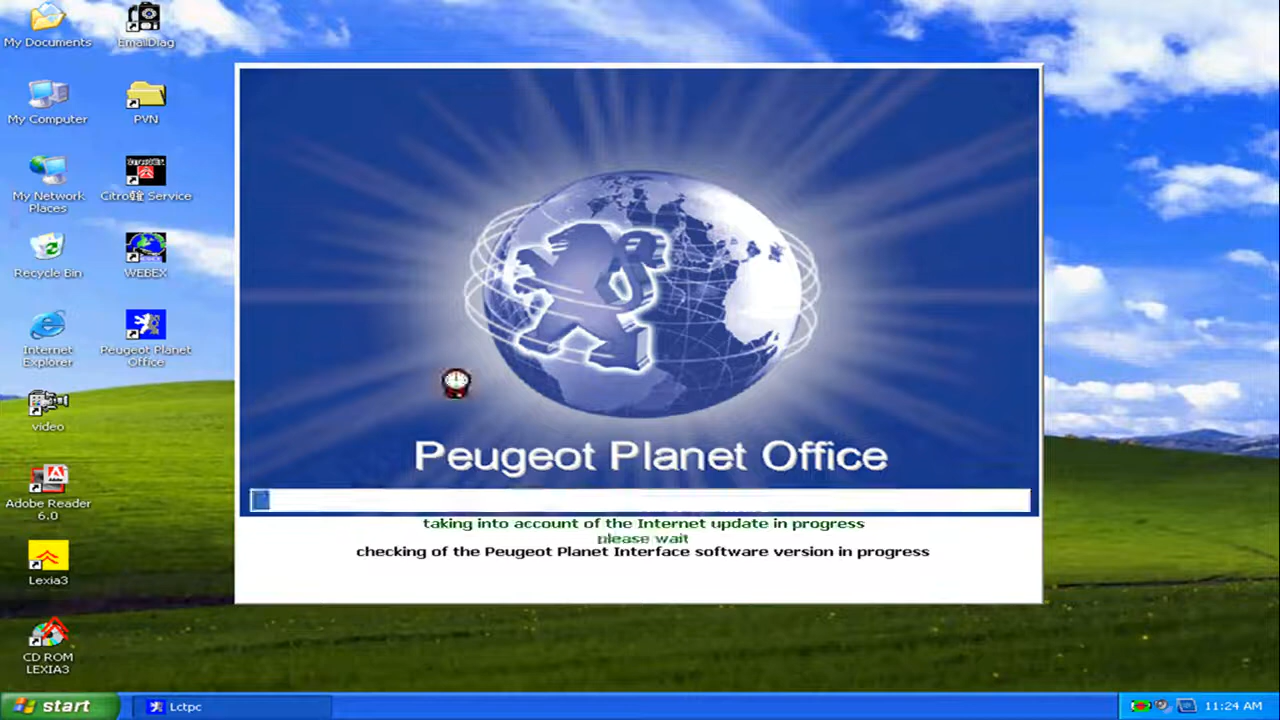 My Documents
EmailDiag
My Computer
PVN
My Network
Places
Service
Recycle Bin
WEBEX
Internet
Explorer
Peugeot Planet
Office
video
Adobe Reader
6.0
Lexia3
CD ROM
LEXIA3
Peugeot Planet Office
taking into account of the Internet update in progress
please wait
checking of the Peugeot Planet Interface software version in progress
start
Lctpc
11:24 AM